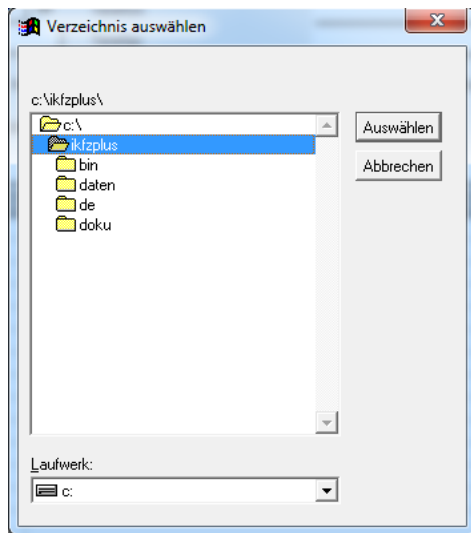 Verzeichnis auswählen
c:\ikfzplus\
c:\
Auswählen
ikfzplus
bin
Abbrechen
daten
de
doku
Laufwerk:
c: